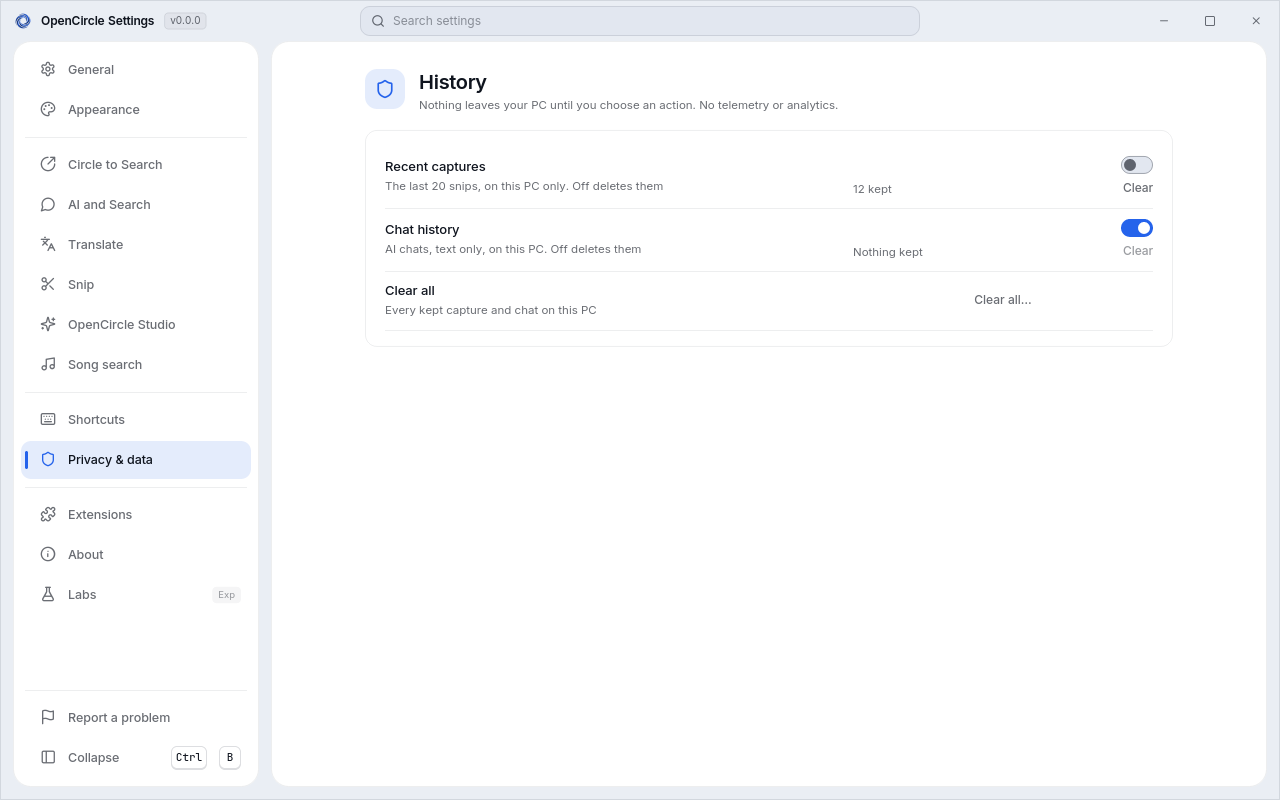 OpenCircle Settings v0.0.0
Search settings
General
Appearance
Circle to Search
AI and Search
Translate
Snip
OpenCircle Studio
Song search
Shortcuts
Privacy & data
Extensions
About
Labs Exp
Report a problem
Collapse Ctrl B
History
Nothing leaves your PC until you choose an action. No telemetry or analytics.
Recent captures
The last 20 snips, on this PC only. Off deletes them
12 kept
Clear
Chat history
AI chats, text only, on this PC. Off deletes them
Nothing kept
Clear
Clear all
Every kept capture and chat on this PC
Clear all...